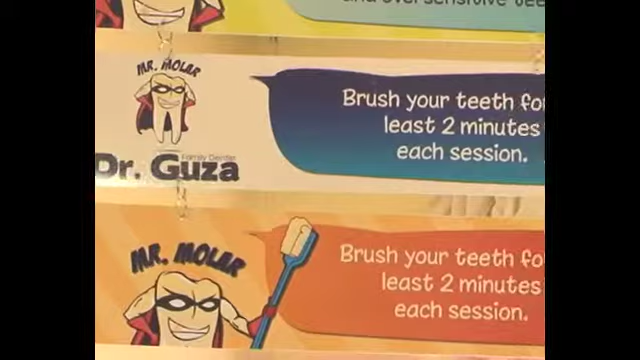 and oversensitive tee
MR. MOLAR
Brush your teeth fo
least 2 minutes
each session.
Family Dentist
Dr. Guza
MR. MOLAR
Brush your teeth fo
least 2 minutes
each session.